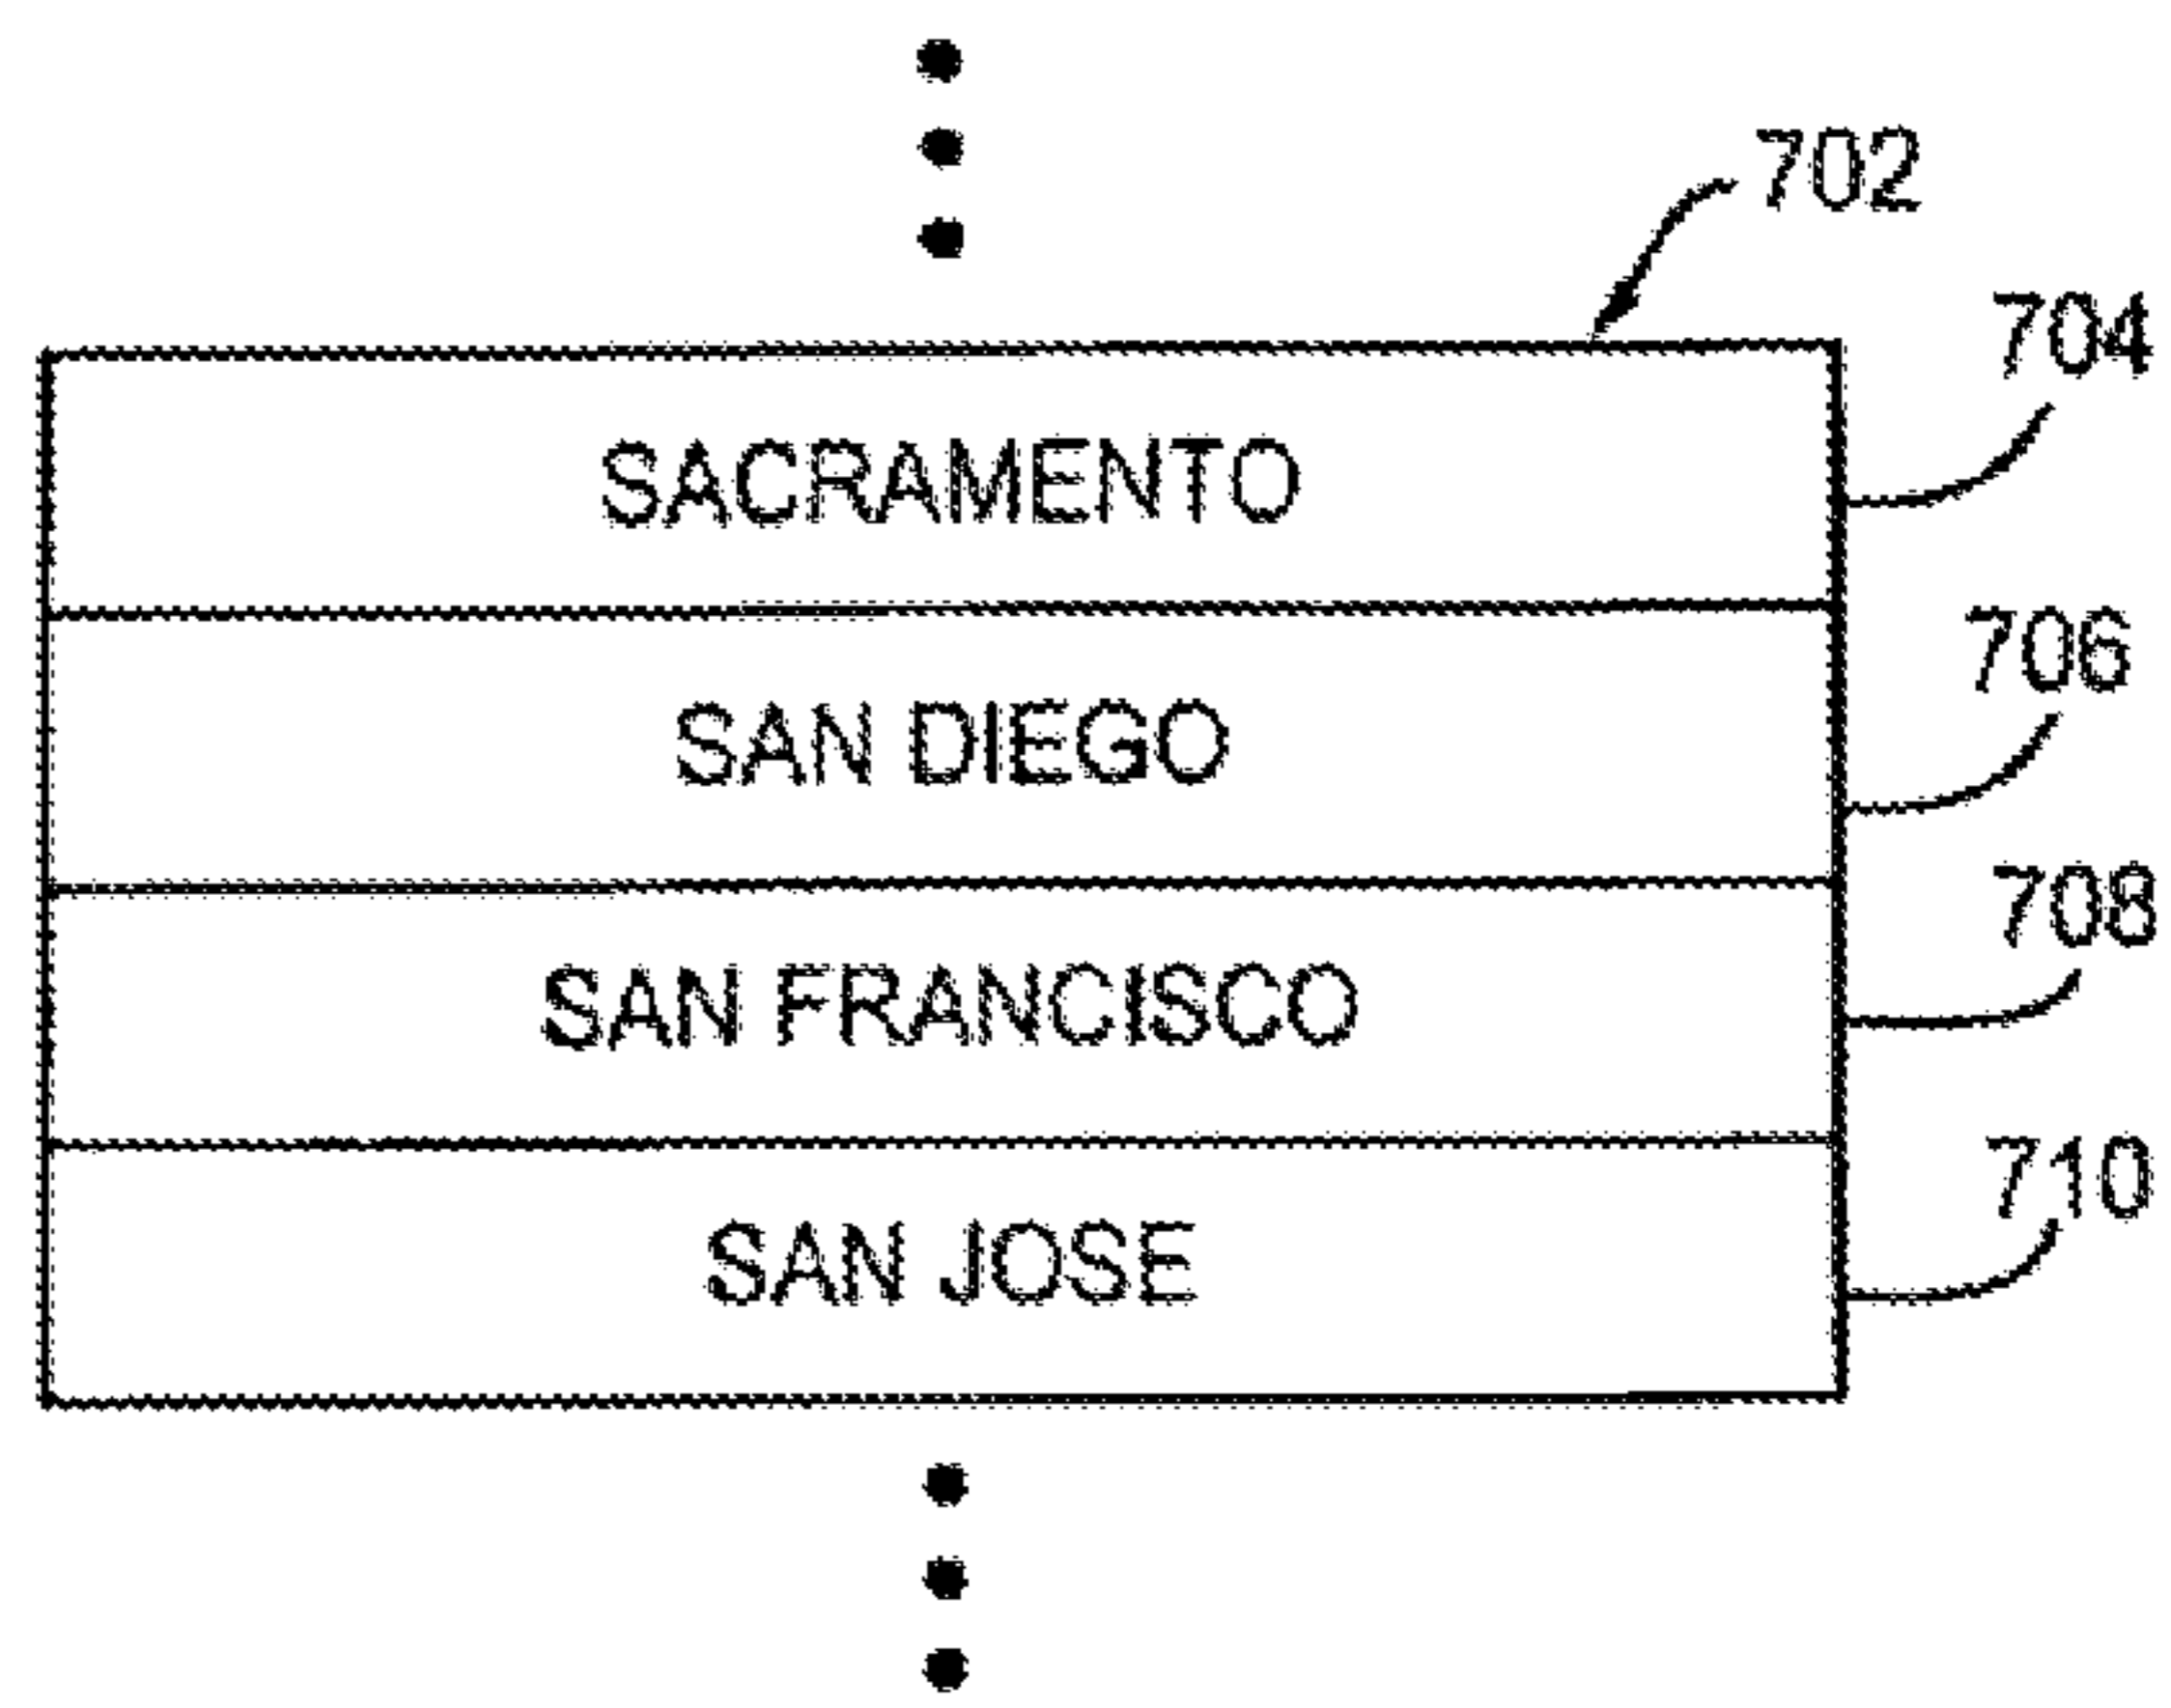 702
704
SACRAMENTO
706
SAN DIEGO
708
SAN FRANCISCO
710
SAN JOSE